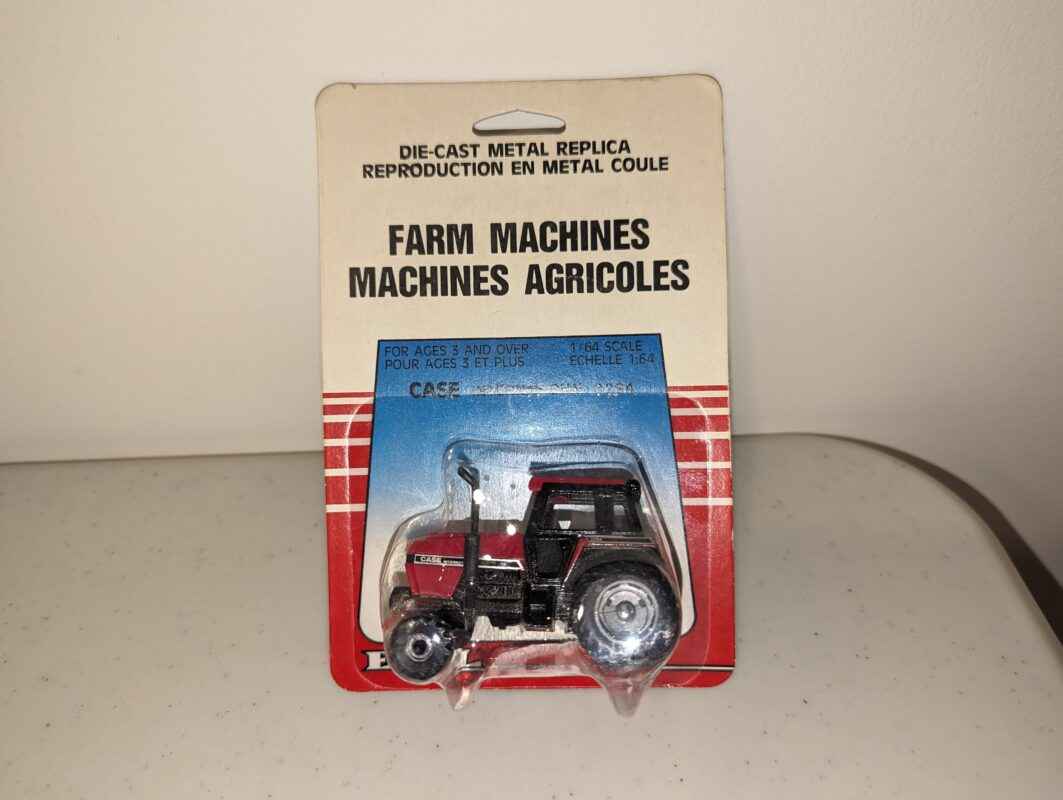 DIE-CAST METAL REPLICA
REPRODUCTION EN METAL COULE
FARM MACHINES
MACHINES AGRICOLES
FOR AGES 3 AND OVER
POUR AGES 3 ET PLUS
1/64 SCALE
ECHELLE 1:64
CASE
CASE